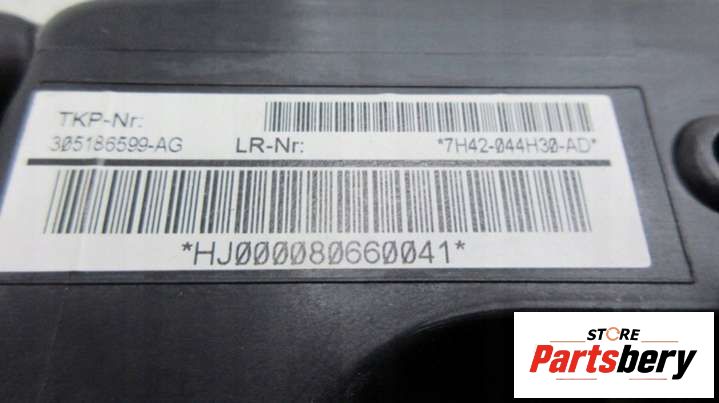 TKP-Nr:
305186599-AG
LR-Nr:
*7H42-044H30-AD*
*HJ000080660041*
STORE
Partsbery